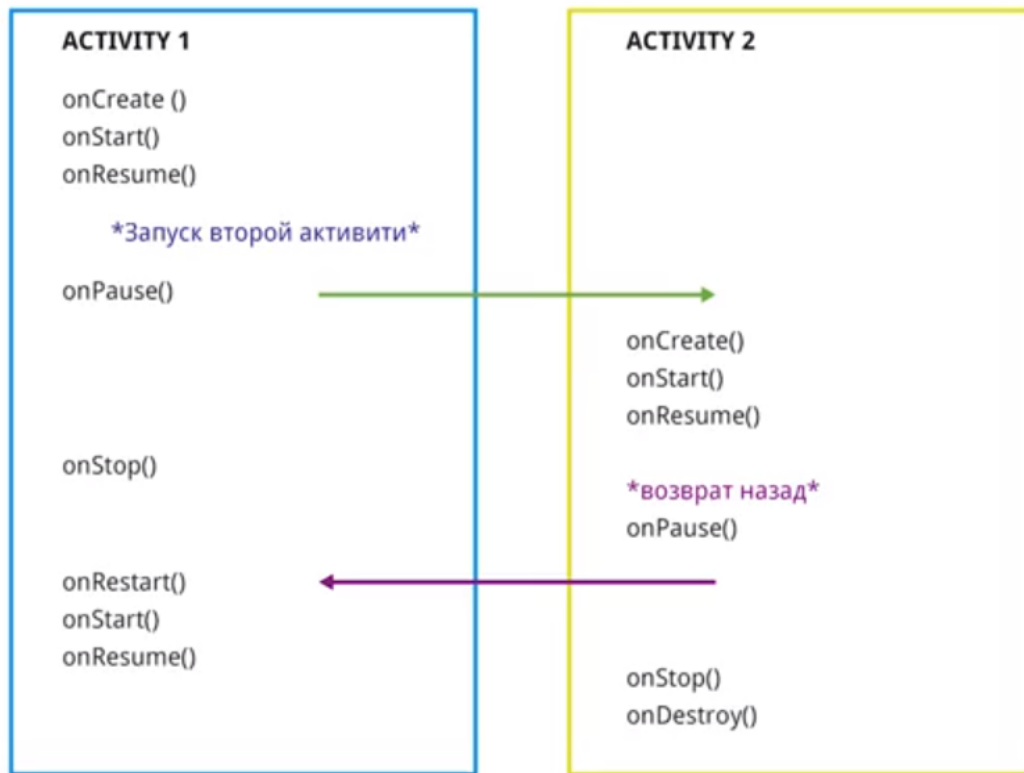 ACTIVITY 1
onCreate ()
onStart()
onResume()
*Запуск второй активити*
onPause()
onStop()
onRestart()
onStart()
onResume()
ACTIVITY 2
onCreate()
onStart()
onResume()
*возврат назад*
onPause()
onStop()
onDestroy()